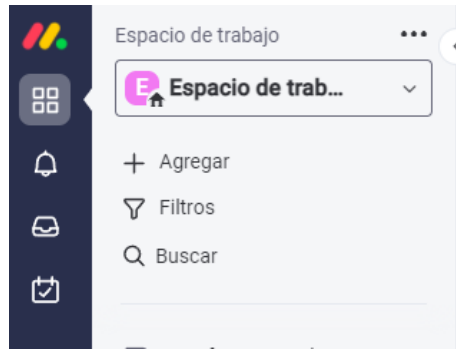 Espacio de trabajo
E Espacio de trab...
Agregar
Filtros
Buscar